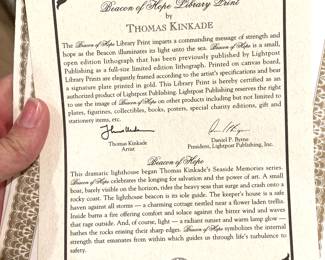 Beacon of Hope Library Print
by
THOMAS KINKADE
The Beacon of Hope Library Print imparts a commanding message of strength and
hope as the Beacon illuminates its light unto the sea. Beacon of Hope is a small,
open edition lithograph that has been previously published by Lightpost
Publishing as a full-size limited edition lithograph. Printed on canvas board,
Library Prints are elegantly framed according to the artist's specifications and bear
a signature plate printed in gold. This Library Print is hereby certified as an
authorized product of Lightpost Publishing. Lightpost Publishing reserves the right
to use the image of Beacon of Hope on other products including but not limited to
plates, figurines, collectibles, books, posters, special charity editions, gift and
stationery items, etc.
Thomas Kinkade
Artist
Daniel P. Byrne
President, Lightpost Publishing, Inc.
Beacon of Hope
This dramatic lighthouse began Thomas Kinkade's Seaside Memories series.
Beacon of Hope celebrates the longing for salvation and the power of art. A small
boat, barely visible on the horizon, rides the heavy seas that surge and crash onto a
rocky coast. The lighthouse beacon is its sole guide. The keeper's house is a safe
haven against all storms — a charming cottage nestled near a flower laden trellis.
Inside burns a fire offering comfort and solace against the bitter wind and waves
that rage outside. And, of course, light — a radiant sunset and warm lamp glow —
bathes the rocks erasing their sharp edges. Beacon of Hope symbolizes the internal
strength that emanates from within which guides us through life's turbulence to
safety.